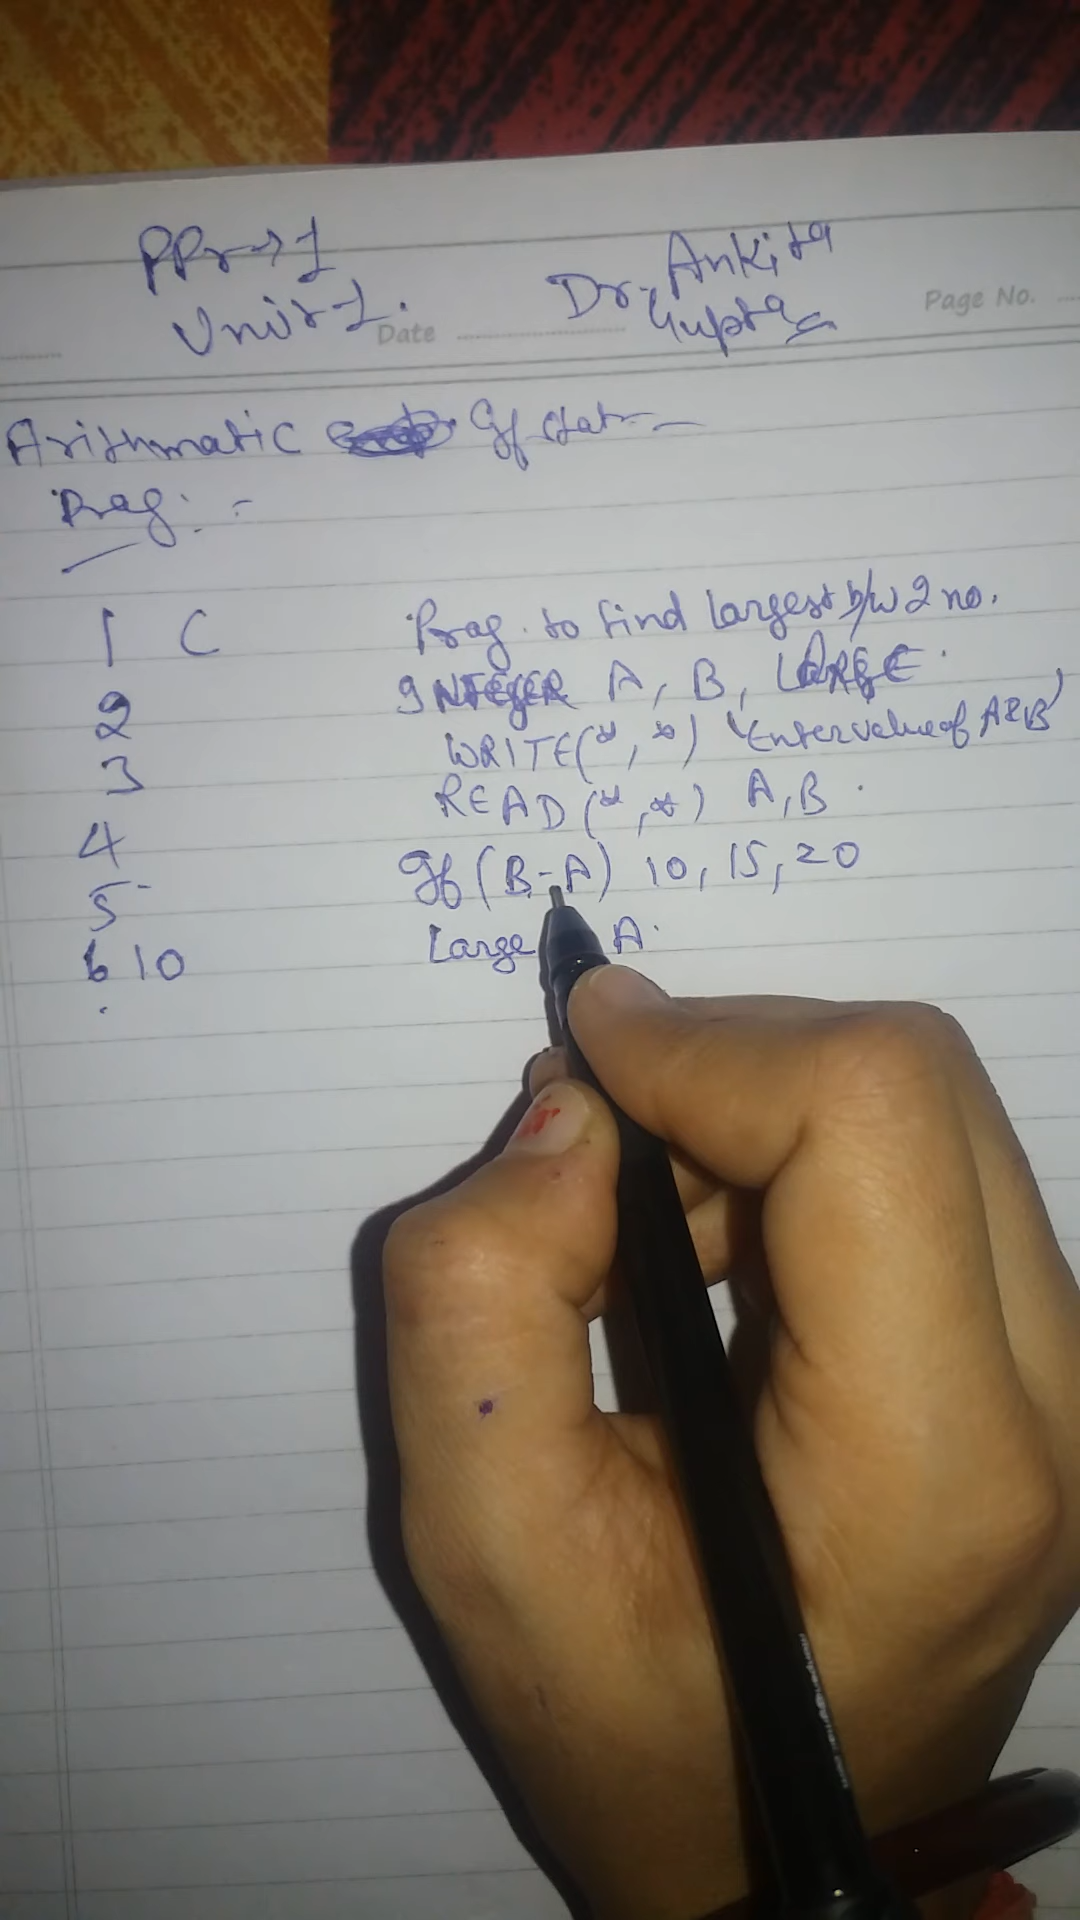 PPr→1
Unit-1.
Dr. Ankita Gupta
Date
Page No.
Arithmatic If stat-
Prog:-
1 C Prog. to find largest b/w 2 no.
2 INTEGER A, B, LARGE.
3 WRITE(*,*) 'Enter value of A & B'
4 READ(*,*) A, B.
5 If (B-A) 10, 15, 20
6 10 Large A.